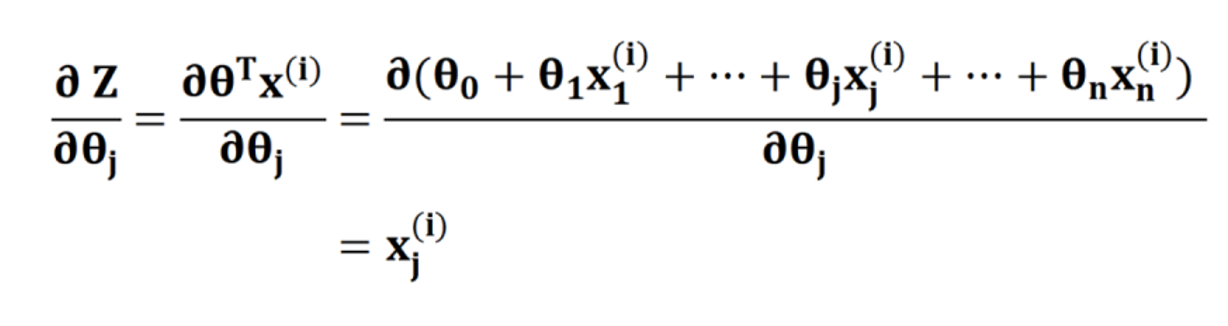 ∂ Z / ∂θ_j = ∂θ^T x^(i) / ∂θ_j = ∂(θ_0 + θ_1 x_1^(i) + ⋯ + θ_j x_j^(i) + ⋯ + θ_n x_n^(i)) / ∂θ_j
= x_j^(i)